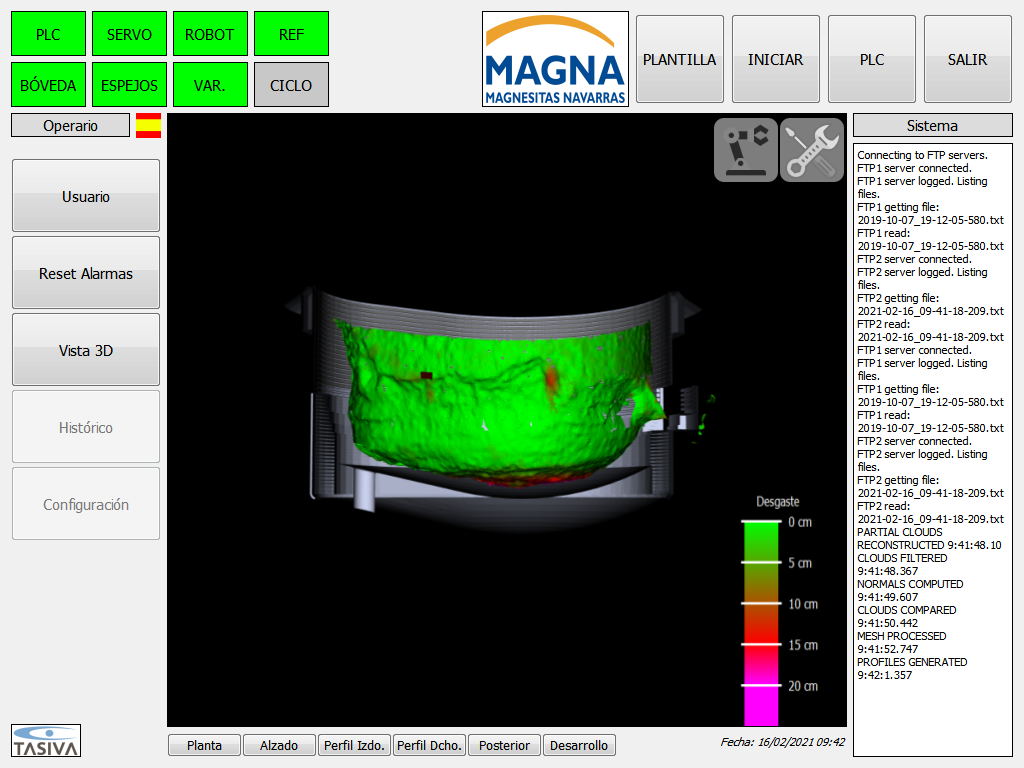 PLC
SERVO
ROBOT
REF
BÓVEDA
ESPEJOS
VAR.
CICLO
MAGNA
MAGNESITAS NAVARRAS
PLANTILLA
INICIAR
PLC
SALIR
Operario
Usuario
Reset Alarmas
Vista 3D
Histórico
Configuración
Desgaste
0 cm
5 cm
10 cm
15 cm
20 cm
Sistema
Connecting to FTP servers.
FTP1 server connected.
FTP1 server logged. Listing
files.
FTP1 getting file:
2019-10-07_19-12-05-580.txt
FTP1 read:
2019-10-07_19-12-05-580.txt
FTP2 server connected.
FTP2 server logged. Listing
files.
FTP2 getting file:
2021-02-16_09-41-18-209.txt
FTP2 read:
2021-02-16_09-41-18-209.txt
FTP1 server connected.
FTP1 server logged. Listing
files.
FTP1 getting file:
2019-10-07_19-12-05-580.txt
FTP1 read:
2019-10-07_19-12-05-580.txt
FTP2 server connected.
FTP2 server logged. Listing
files.
FTP2 getting file:
2021-02-16_09-41-18-209.txt
FTP2 read:
2021-02-16_09-41-18-209.txt
PARTIAL CLOUDS
RECONSTRUCTED 9:41:48.10
CLOUDS FILTERED
9:41:48.367
NORMALS COMPUTED
9:41:49.607
CLOUDS COMPARED
9:41:50.442
MESH PROCESSED
9:41:52.747
PROFILES GENERATED
9:42:1.357
TASIVA
Planta
Alzado
Perfil Izdo.
Perfil Dcho.
Posterior
Desarrollo
Fecha: 16/02/2021 09:42